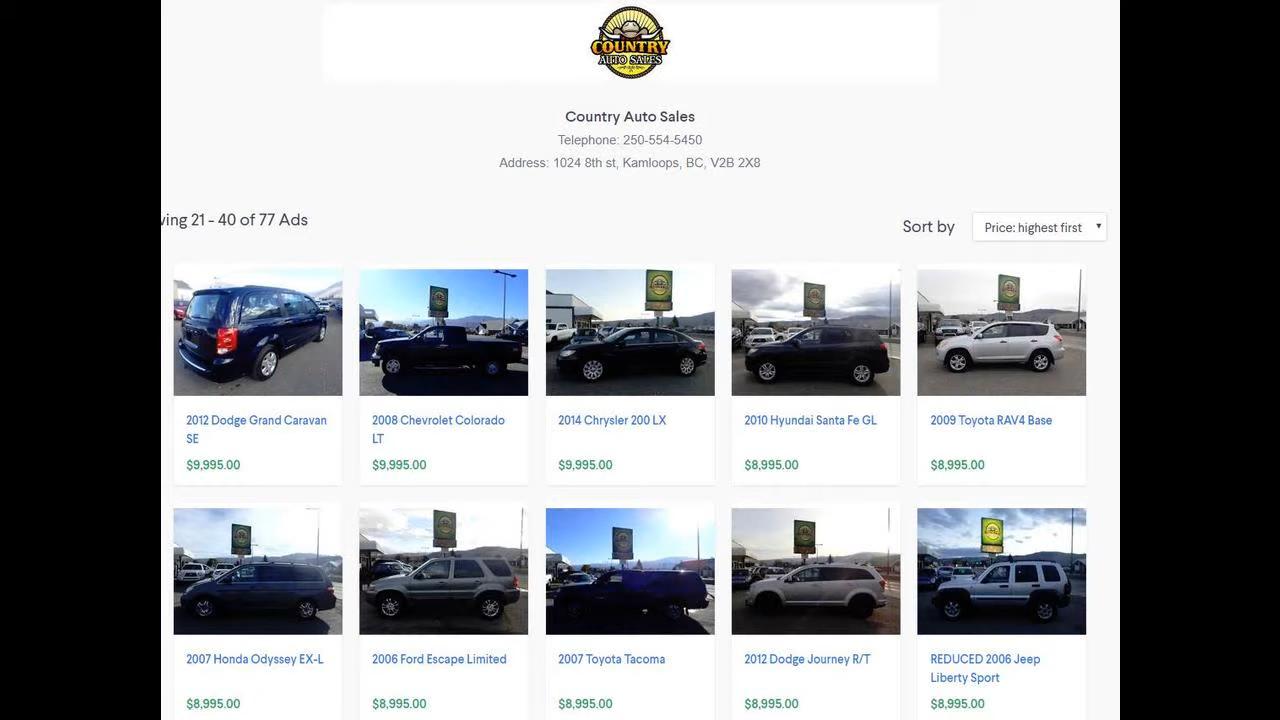 COUNTRY
AUTO SALES
Country Auto Sales
Telephone: 250-554-5450
Address: 1024 8th st, Kamloops, BC, V2B 2X8
ving 21 - 40 of 77 Ads
Sort by
Price: highest first
2012 Dodge Grand Caravan
SE
$9,995.00
2008 Chevrolet Colorado
LT
$9,995.00
2014 Chrysler 200 LX
$9,995.00
2010 Hyundai Santa Fe GL
$8,995.00
2009 Toyota RAV4 Base
$8,995.00
2007 Honda Odyssey EX-L
$8,995.00
2006 Ford Escape Limited
$8,995.00
2007 Toyota Tacoma
$8,995.00
2012 Dodge Journey R/T
$8,995.00
REDUCED 2006 Jeep
Liberty Sport
$8,995.00